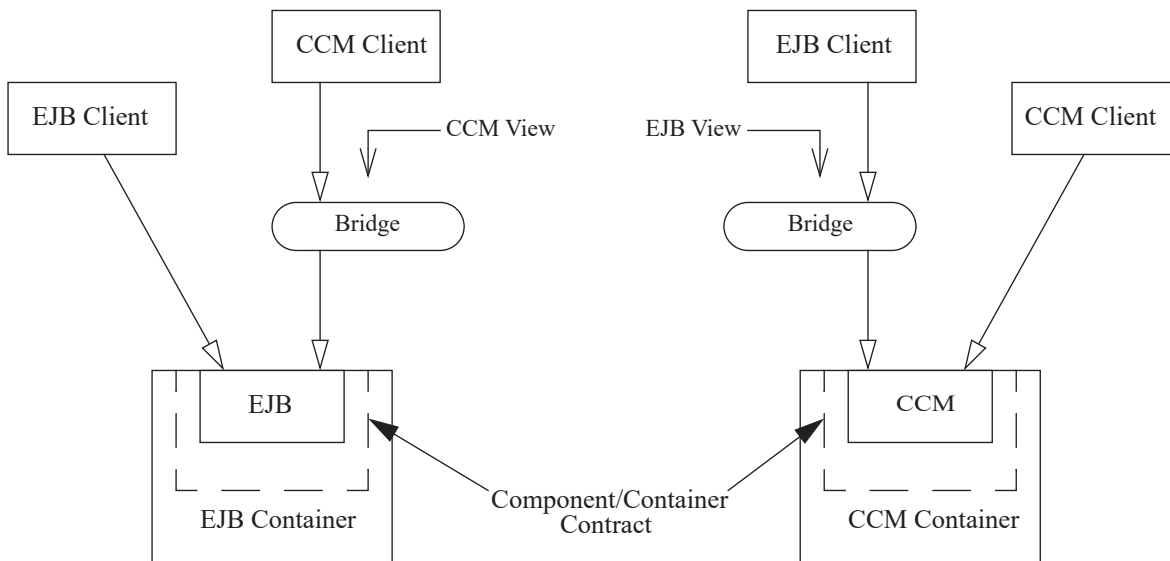 CCM Client
EJB Client
EJB Client
CCM Client
CCM View
EJB View
Bridge
Bridge
EJB
CCM
Component/Container
Contract
EJB Container
CCM Container